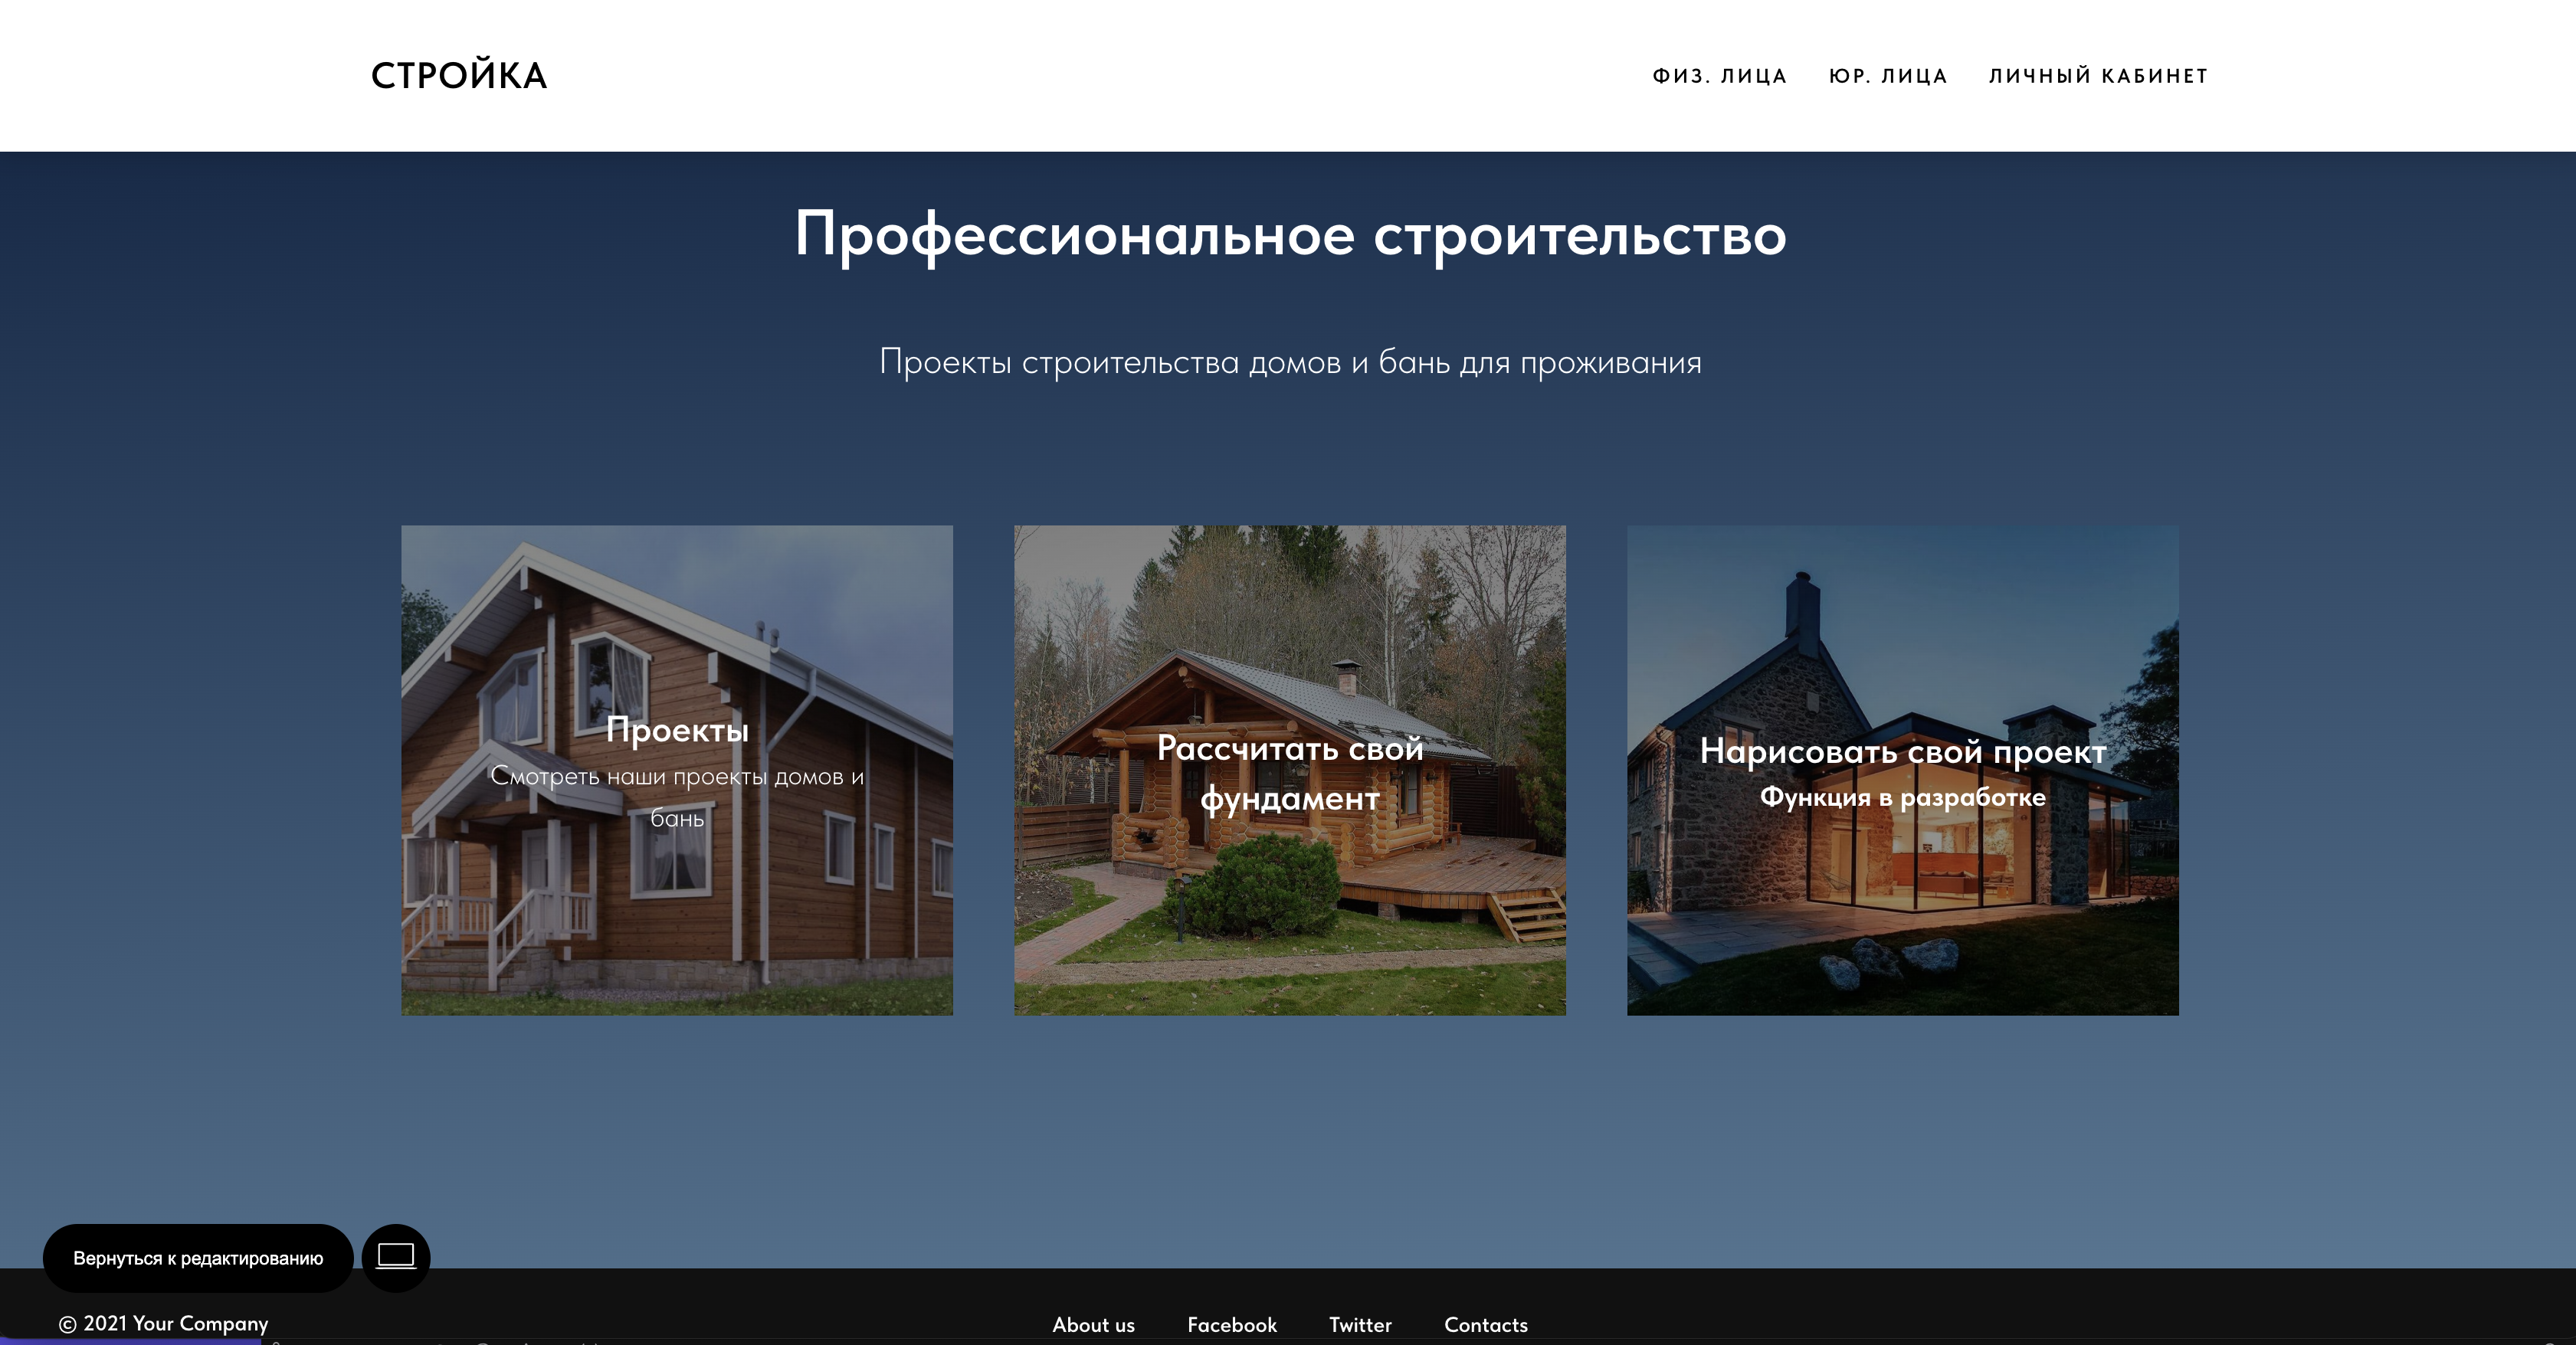 СТРОЙКА
ФИЗ. ЛИЦА
ЮР. ЛИЦА
ЛИЧНЫЙ КАБИНЕТ
Профессиональное строительство
Проекты строительства домов и бань для проживания
Проекты
Смотреть наши проекты домов и
бань
Рассчитать свой
фундамент
Нарисовать свой проект
Функция в разработке
Вернуться к редактированию
© 2021 Your Company
About us
Facebook
Twitter
Contacts